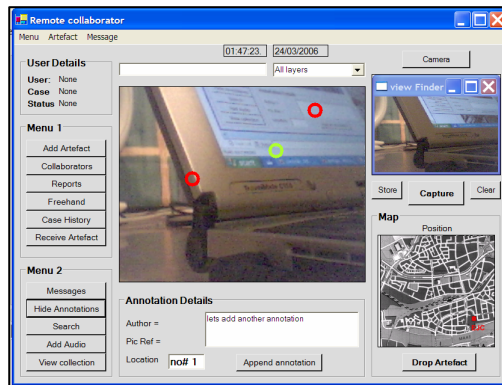 Remote collaborator
Menu Artefact Message
01:47:23. 24/03/2006
User Details
User: None
Case None
Status None
All layers
Camera
view Finder
Menu 1
Add Artefact
Collaborators
Reports
Freehand
Case History
Receive Artefact
Store
Capture
Clear
Map
Position
Menu 2
Messages
Hide Annotations
Search
Add Audio
View collection
Annotation Details
Author =
lets add another annotation
Pic Ref =
Location
no# 1
Append annotation
Drop Artefact